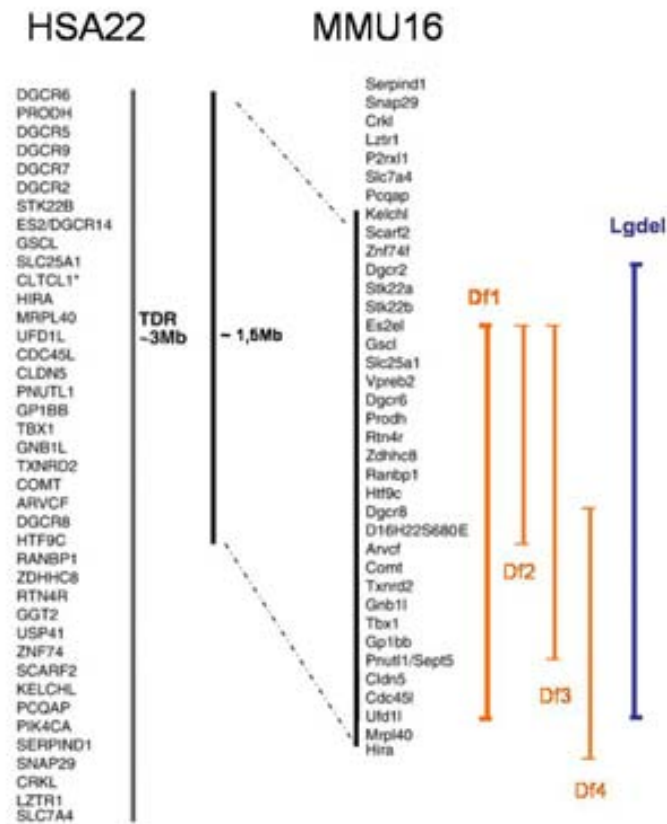 HSA22
MMU16
DGCR6
PRODH
DGCR5
DGCR9
DGCR7
DGCR2
STK22B
ES2/DGCR14
GSCL
SLC25A1
CLTCL1*
HIRA
MRPL40
UFD1L
CDC45L
CLDN5
PNUTL1
GP1BB
TBX1
GNB1L
TXNRD2
COMT
ARVCF
DGCR8
HTF9C
RANBP1
ZDHHC8
RTN4R
GGT2
USP41
ZNF74
SCARF2
KELCHL
PCQAP
PIK4CA
SERPIND1
SNAP29
CRKL
LZTR1
SLC7A4
TDR
~3Mb
~ 1,5Mb
Serpind1
Snap29
Crkl
Lztr1
P2rxl1
Slc7a4
Pcqap
Kelchl
Scarf2
Znf74f
Dgcr2
Stk22a
Stk22b
Es2el
Gscl
Slc25a1
Vpreb2
Dgcr6
Prodh
Rtn4r
Zdhhc8
Ranbp1
Htf9c
Dgcr8
D16H22S680E
Arvcf
Comt
Txnrd2
Gnb1l
Tbx1
Gp1bb
Pnutl1/Sept5
Cldn5
Cdc45l
Ufd1l
Mrpl40
Hira
Df1
Df2
Df3
Df4
Lgdel